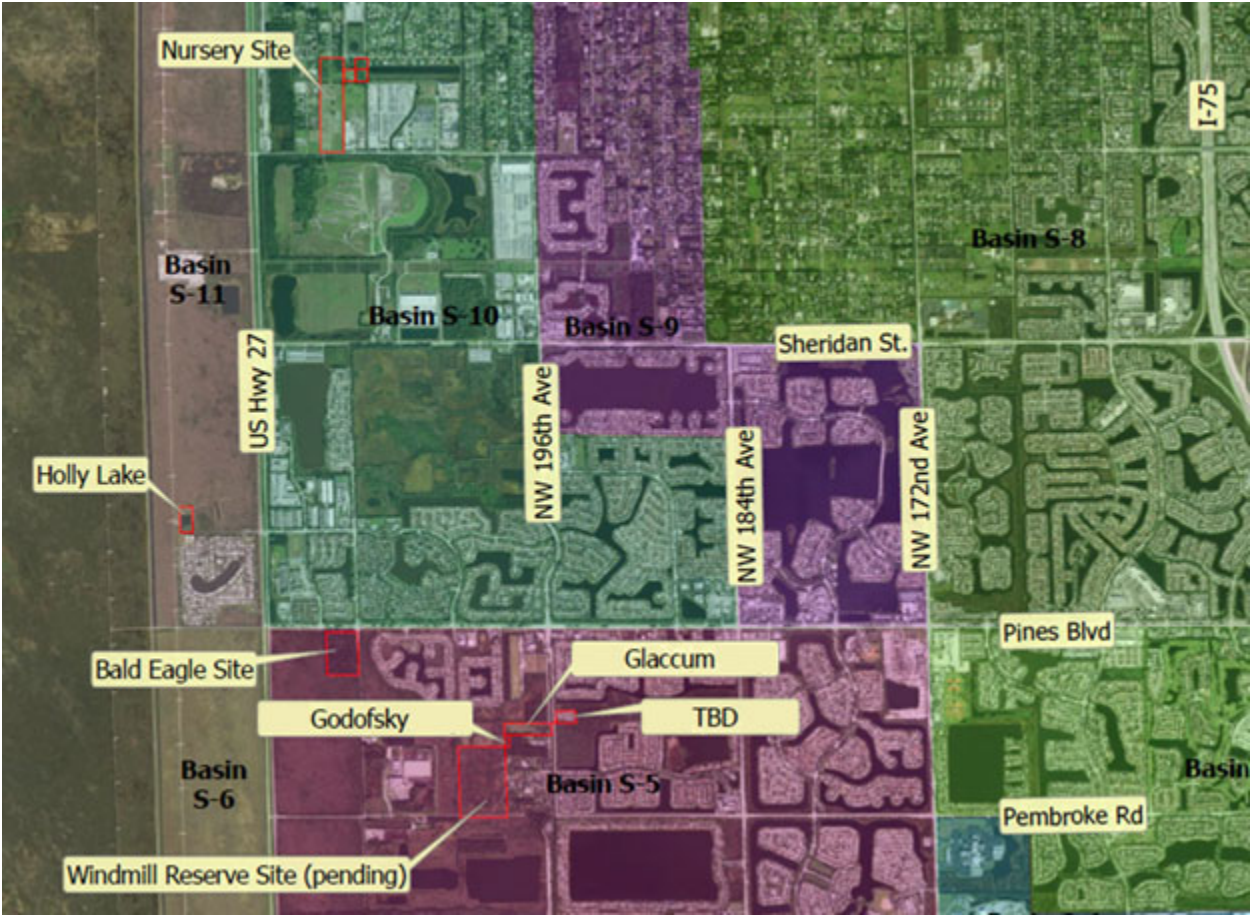 Nursery Site
I-75
Basin S-8
Basin
S-11
Basin S-10
Basin S-9
Sheridan St.
US Hwy 27
NW 196th Ave
NW 184th Ave
NW 172nd Ave
Holly Lake
Pines Blvd
Bald Eagle Site
Glaccum
Godofsky
TBD
Basin
S-6
Basin S-5
Basin
Pembroke Rd
Windmill Reserve Site (pending)